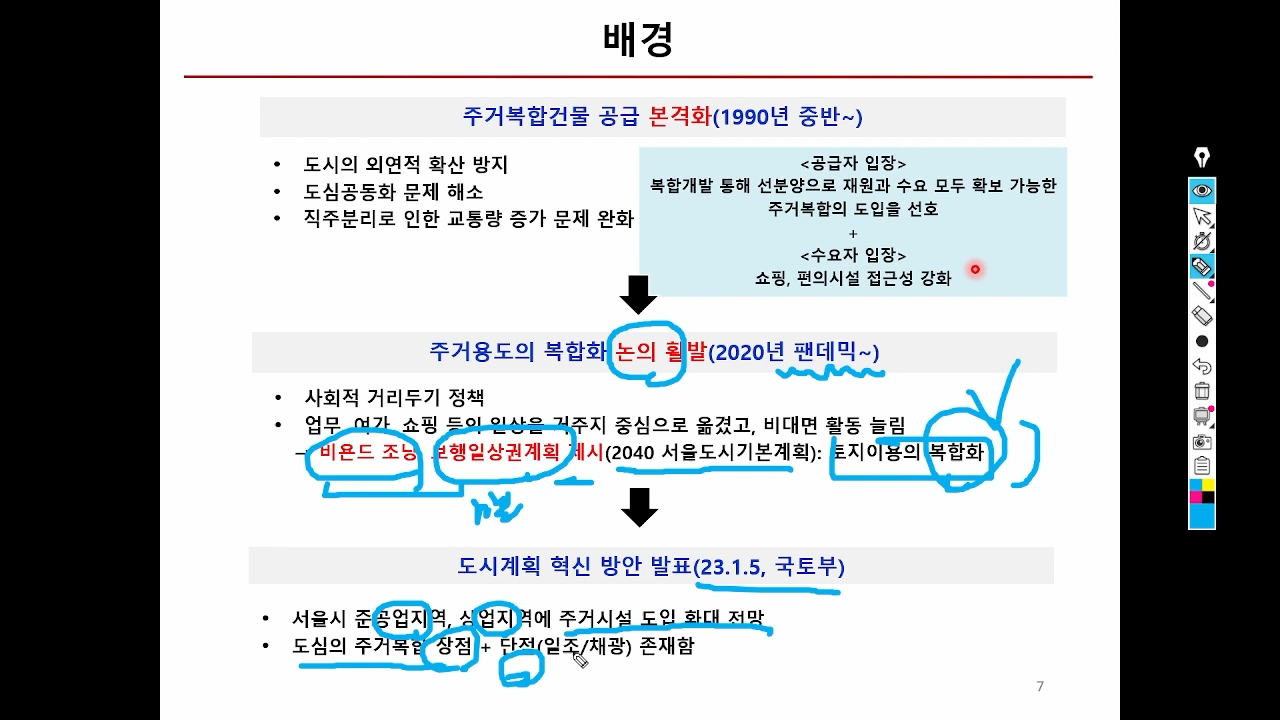 배경
주거복합건물 공급 본격화(1990년 중반~)
• 도시의 외연적 확산 방지
• 도심공동화 문제 해소
• 직주분리로 인한 교통량 증가 문제 완화
<공급자 입장>
복합개발 통해 선분양으로 재원과 수요 모두 확보 가능한
주거복합의 도입을 선호
+
<수요자 입장>
쇼핑, 편의시설 접근성 강화
주거용도의 복합화 논의 활발(2020년 팬데믹~)
• 사회적 거리두기 정책
• 업무, 여가, 쇼핑 등의 일상을 거주지 중심으로 옮겼고, 비대면 활동 늘림
→ 비욘드 조닝, 보행일상권계획 제시(2040 서울도시기본계획): 토지이용의 복합화
도시계획 혁신 방안 발표(23.1.5, 국토부)
• 서울시 준공업지역, 상업지역에 주거시설 도입 확대 전망
• 도심의 주거복합 장점 + 단점(일조/채광) 존재함
7